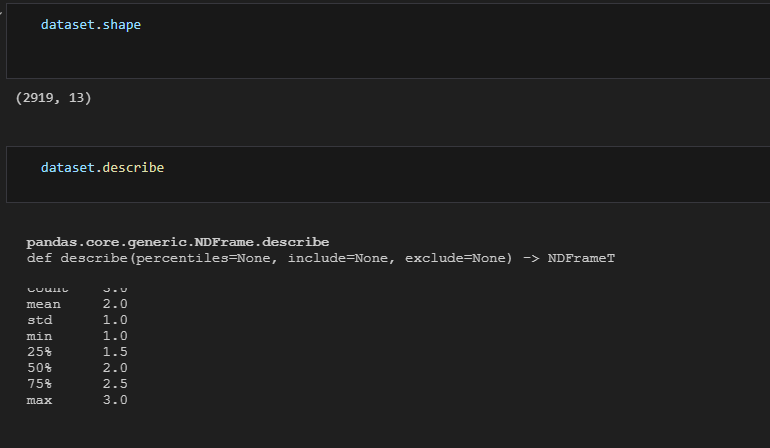 dataset.shape
(2919, 13)
dataset.describe
pandas.core.generic.NDFrame.describe
def describe(percentiles=None, include=None, exclude=None) -> NDFrameT
count 3.0
mean 2.0
std 1.0
min 1.0
25% 1.5
50% 2.0
75% 2.5
max 3.0